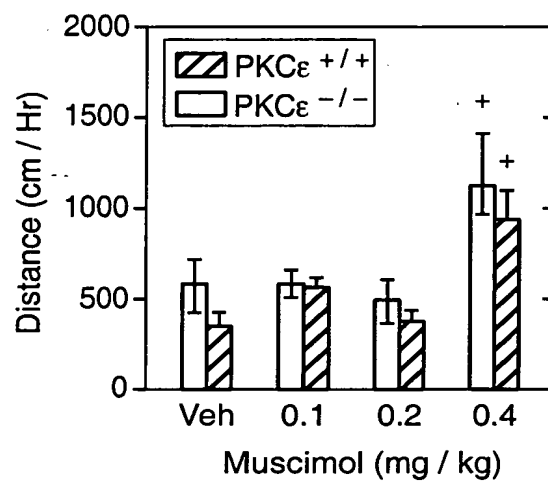 2000
1500
1000
500
0
Distance (cm / Hr)
PKCε +/+
PKCε −/−
+
+
Veh 0.1 0.2 0.4
Muscimol (mg / kg)